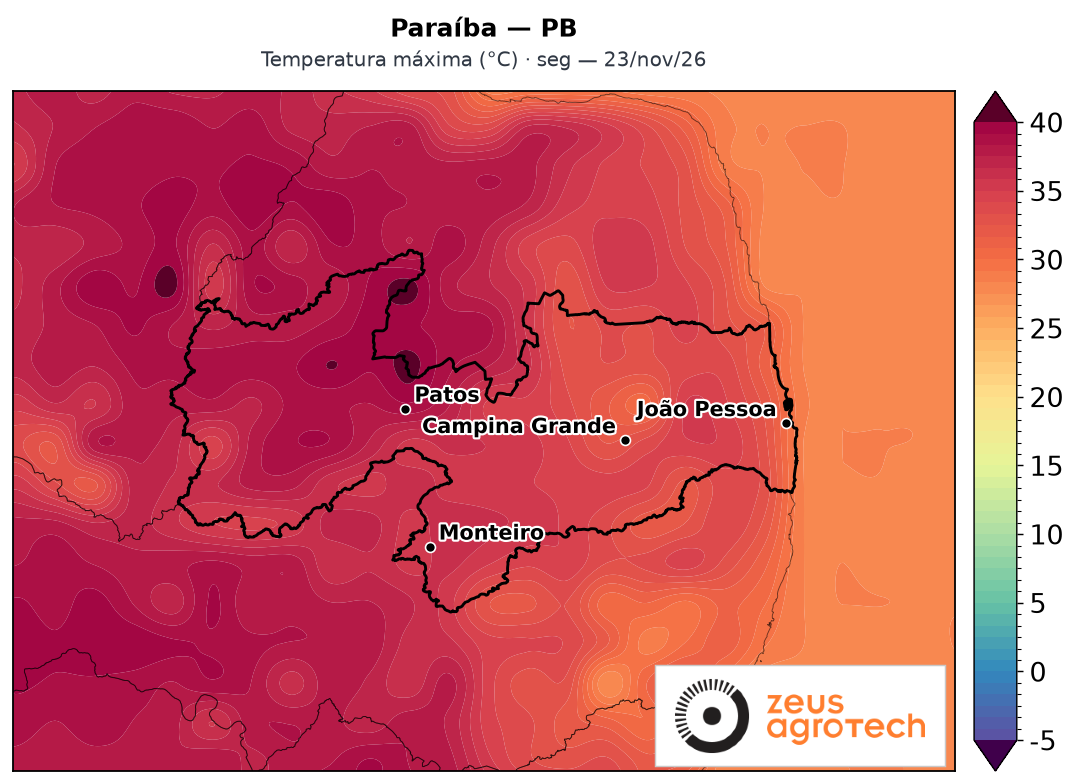 Paraíba — PB
Temperatura máxima (°C) · seg — 23/nov/26
40
35
30
25
20
15
10
5
0
-5
Patos
Campina Grande
João Pessoa
Monteiro
zeus
agrotech